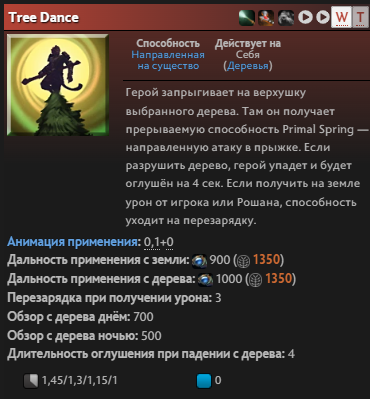 Tree Dance
W T
Способность Действует на
Направленная Себя
на существо (Деревья)
Герой запрыгивает на верхушку
выбранного дерева. Там он получает
прерываемую способность Primal Spring —
направленную атаку в прыжке. Если
разрушить дерево, герой упадет и будет
оглушён на 4 сек. Если получить на земле
урон от игрока или Рошана, способность
уходит на перезарядку.
Анимация применения: 0,1+0
Дальность применения с земли: 900 ( 1350)
Дальность применения с дерева: 1000 ( 1350)
Перезарядка при получении урона: 3
Обзор с дерева днём: 700
Обзор с дерева ночью: 500
Длительность оглушения при падении с дерева: 4
1,45/1,3/1,15/1 0